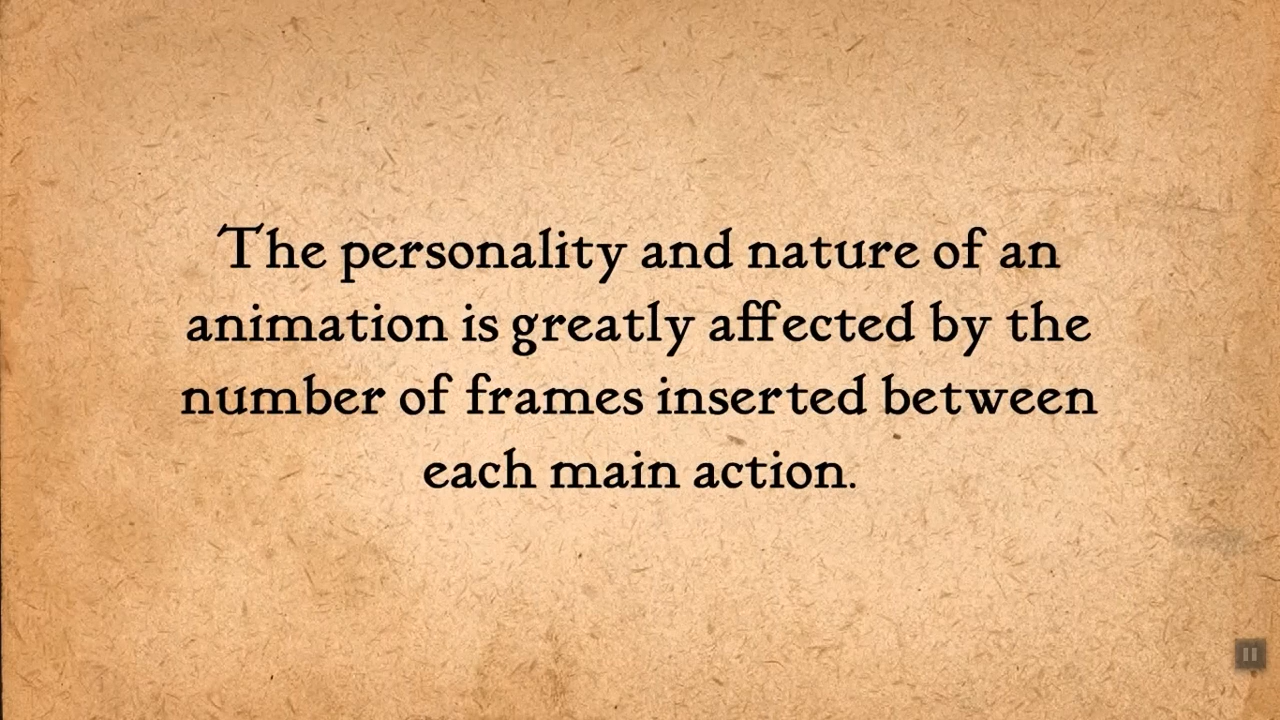 The personality and nature of an
animation is greatly affected by the
number of frames inserted between
each main action.